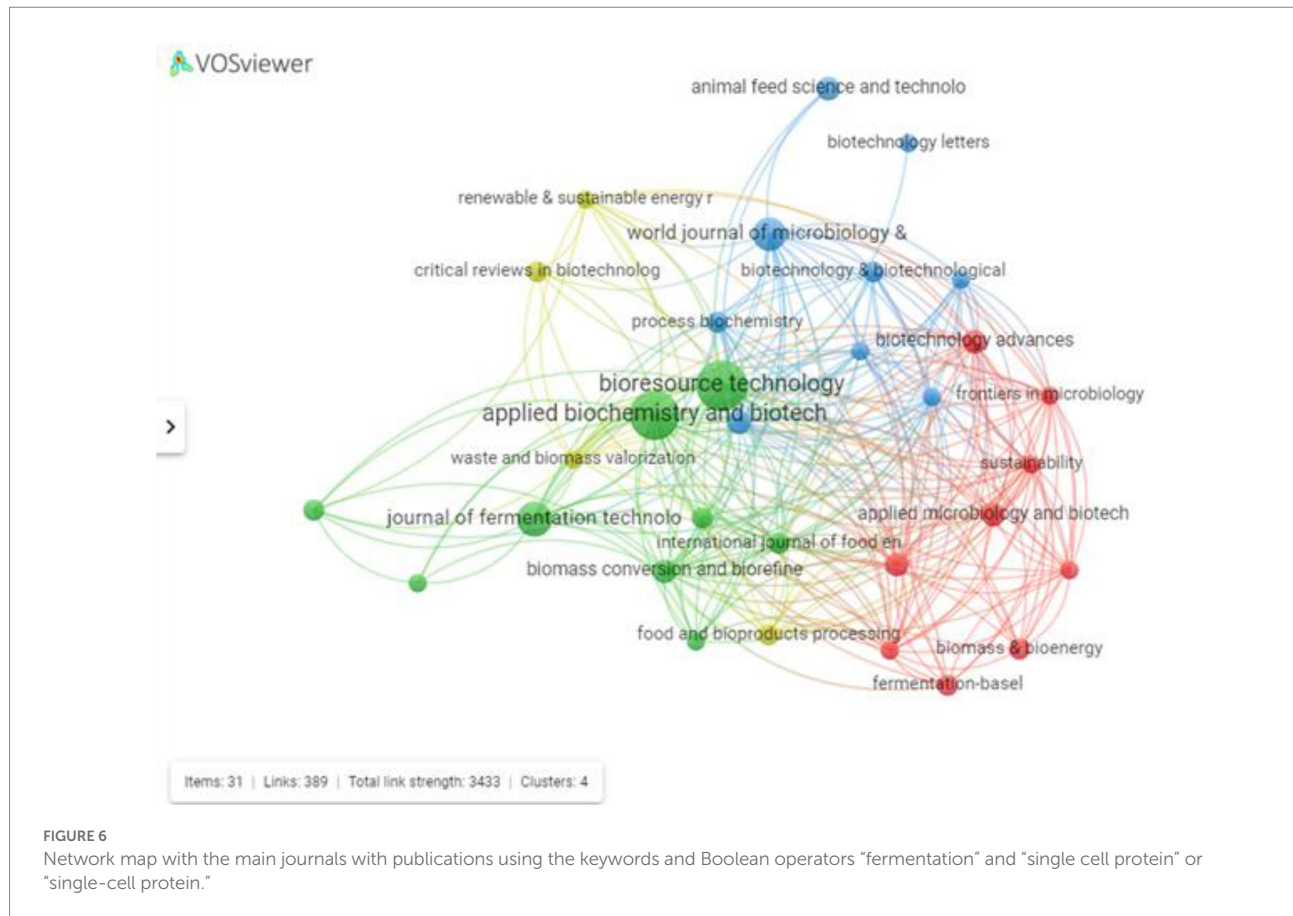 VOSviewer
animal feed science and technolo
biotechnology letters
renewable & sustainable energy r
world journal of microbiology &
critical reviews in biotechnolog
biotechnology & biotechnological
process biochemistry
biotechnology advances
bioresource technology
frontiers in microbiology
applied biochemistry and biotech
waste and biomass valorization
sustainability
journal of fermentation technolo
applied microbiology and biotech
international journal of food en
biomass conversion and biorefine
food and bioproducts processing
biomass & bioenergy
fermentation-basel
Items: 31 | Links: 389 | Total link strength: 3433 | Clusters: 4
FIGURE 6
Network map with the main journals with publications using the keywords and Boolean operators “fermentation” and “single cell protein” or
“single-cell protein.”